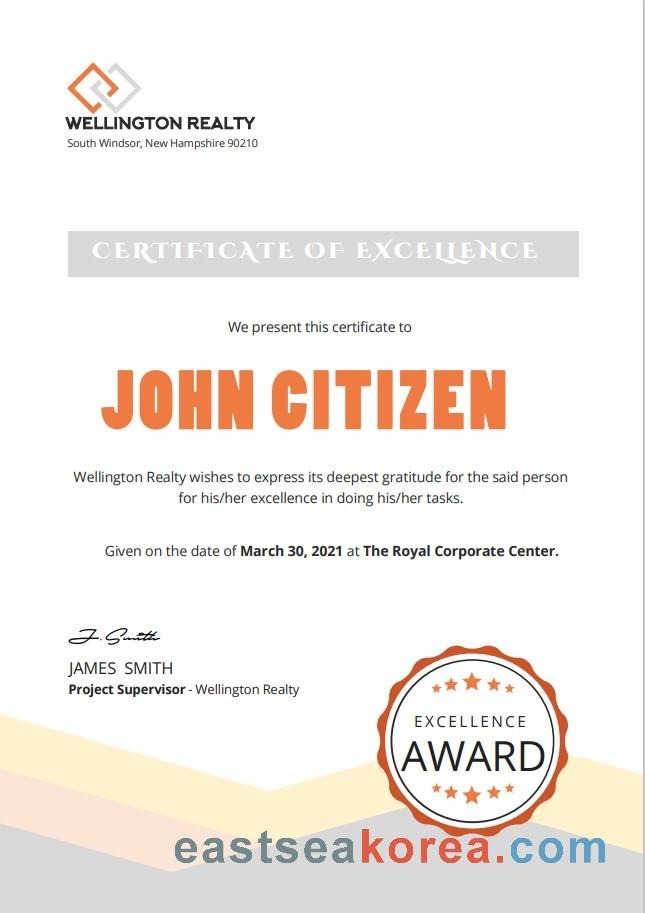 WELLINGTON REALTY
South Windsor, New Hampshire 90210
CERTIFICATE OF EXCELLENCE
We present this certificate to
JOHN CITIZEN
Wellington Realty wishes to express its deepest gratitude for the said person
for his/her excellence in doing his/her tasks.
Given on the date of March 30, 2021 at The Royal Corporate Center.
J. Smith
JAMES SMITH
Project Supervisor - Wellington Realty
EXCELLENCE
AWARD
eastseakorea.com